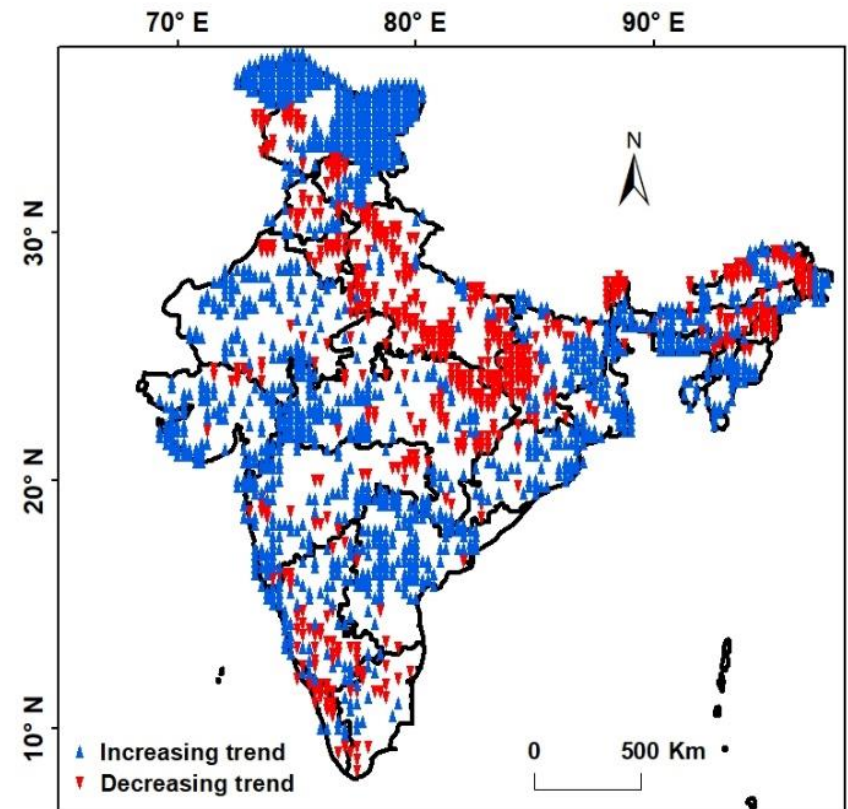 70° E 80° E 90° E
N
30° N
20° N
10° N
Increasing trend
Decreasing trend
0 500 Km